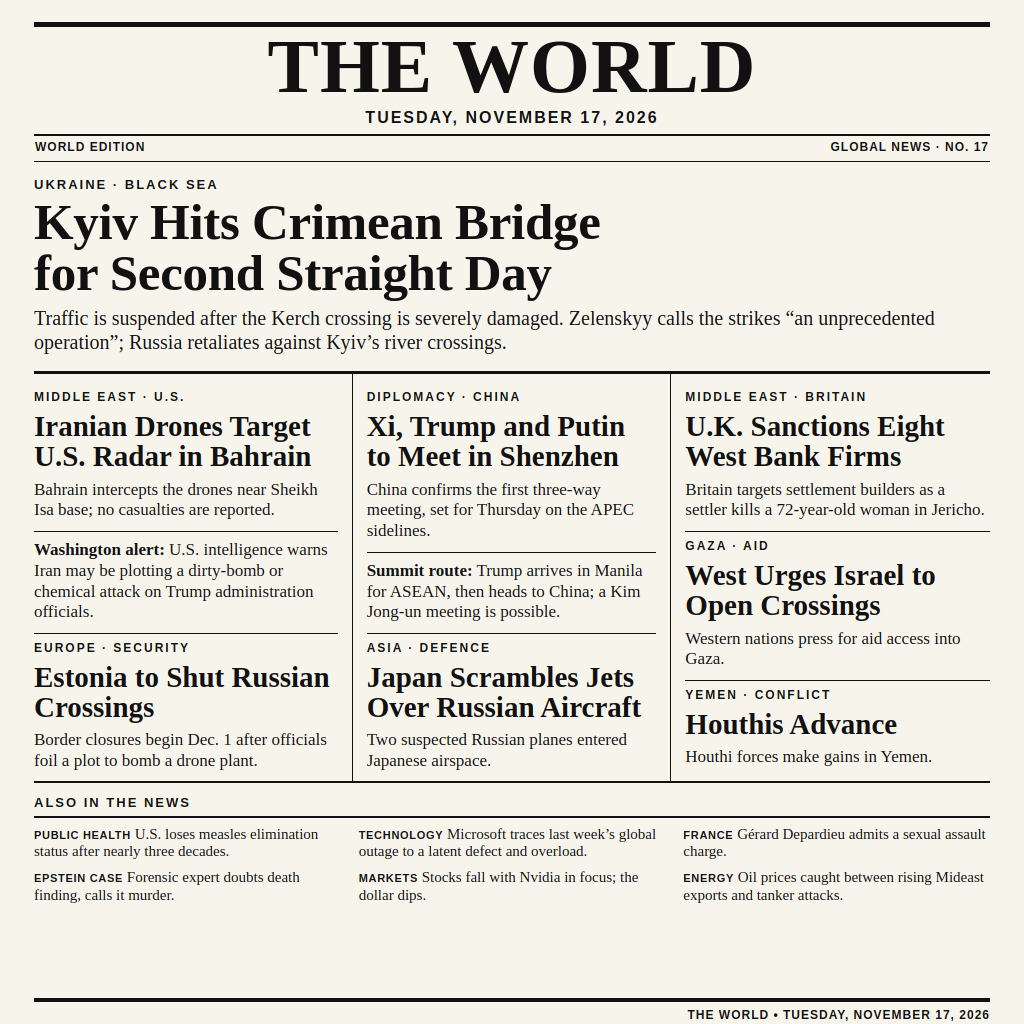 THE WORLD
TUESDAY, NOVEMBER 17, 2026
WORLD EDITION
GLOBAL NEWS · NO. 17
UKRAINE · BLACK SEA
Kyiv Hits Crimean Bridge
for Second Straight Day
Traffic is suspended after the Kerch crossing is severely damaged. Zelenskyy calls the strikes “an unprecedented
operation”; Russia retaliates against Kyiv’s river crossings.
MIDDLE EAST · U.S.
Iranian Drones Target
U.S. Radar in Bahrain
Bahrain intercepts the drones near Sheikh
Isa base; no casualties are reported.
Washington alert: U.S. intelligence warns
Iran may be plotting a dirty-bomb or
chemical attack on Trump administration
officials.
EUROPE · SECURITY
Estonia to Shut Russian
Crossings
Border closures begin Dec. 1 after officials
foil a plot to bomb a drone plant.
DIPLOMACY · CHINA
Xi, Trump and Putin
to Meet in Shenzhen
China confirms the first three-way
meeting, set for Thursday on the APEC
sidelines.
Summit route: Trump arrives in Manila
for ASEAN, then heads to China; a Kim
Jong-un meeting is possible.
ASIA · DEFENCE
Japan Scrambles Jets
Over Russian Aircraft
Two suspected Russian planes entered
Japanese airspace.
MIDDLE EAST · BRITAIN
U.K. Sanctions Eight
West Bank Firms
Britain targets settlement builders as a
settler kills a 72-year-old woman in Jericho.
GAZA · AID
West Urges Israel to
Open Crossings
Western nations press for aid access into
Gaza.
YEMEN · CONFLICT
Houthis Advance
Houthi forces make gains in Yemen.
ALSO IN THE NEWS
PUBLIC HEALTH U.S. loses measles elimination
status after nearly three decades.
EPSTEIN CASE Forensic expert doubts death
finding, calls it murder.
TECHNOLOGY Microsoft traces last week’s global
outage to a latent defect and overload.
MARKETS Stocks fall with Nvidia in focus; the
dollar dips.
FRANCE Gérard Depardieu admits a sexual assault
charge.
ENERGY Oil prices caught between rising Mideast
exports and tanker attacks.
THE WORLD • TUESDAY, NOVEMBER 17, 2026